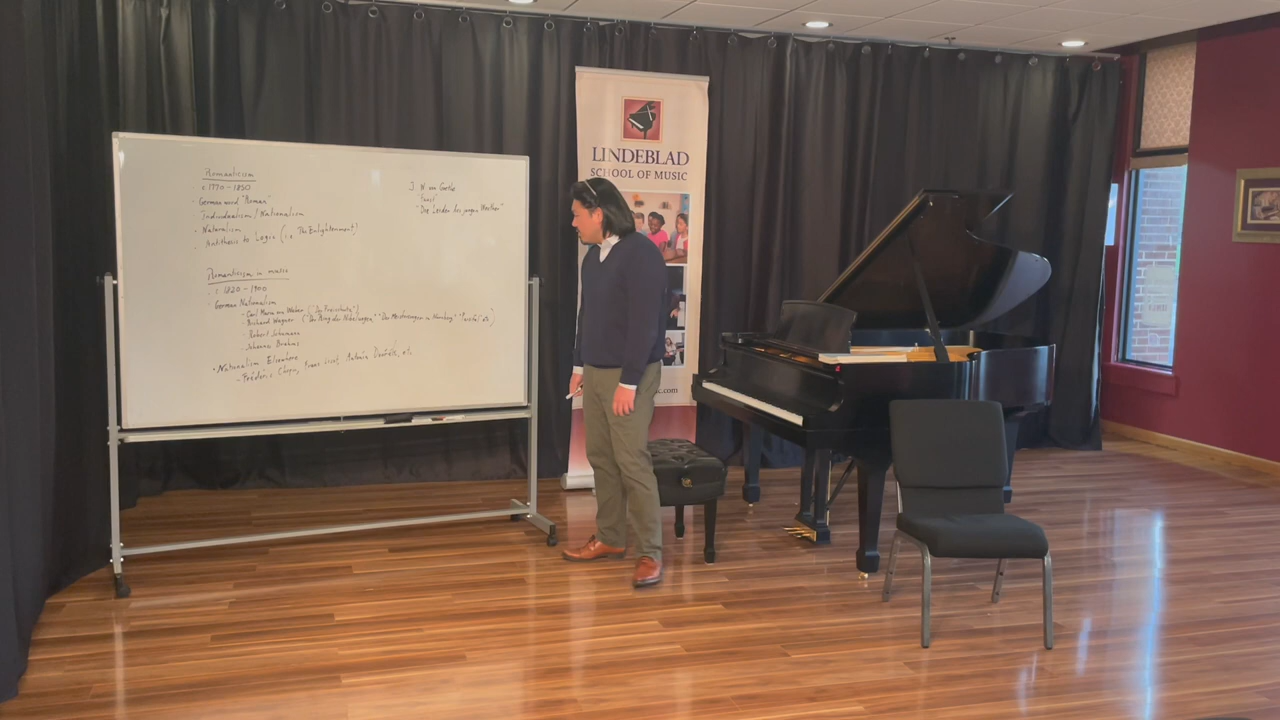 Romanticism
c. 1770 - 1850
· German word "Roman"
· Individualism / Nationalism
· Naturalism
· Antithesis to Logic (i.e. The Enlightenment)
Romanticism in music
· c. 1820 - 1900
· German Nationalism
- Carl Maria von Weber ("Der Freischütz")
- Richard Wagner ("Der Ring des Nibelungen" "Die Meistersinger von Nürnberg" "Parsifal" etc)
- Robert Schumann
- Johannes Brahms
· Nationalism Elsewhere
- Frédéric Chopin, Franz Liszt, Antonín Dvořák, etc.
J. W. von Goethe
"Faust"
"Die Leiden des jungen Werther"
LINDEBLAD
SCHOOL OF MUSIC